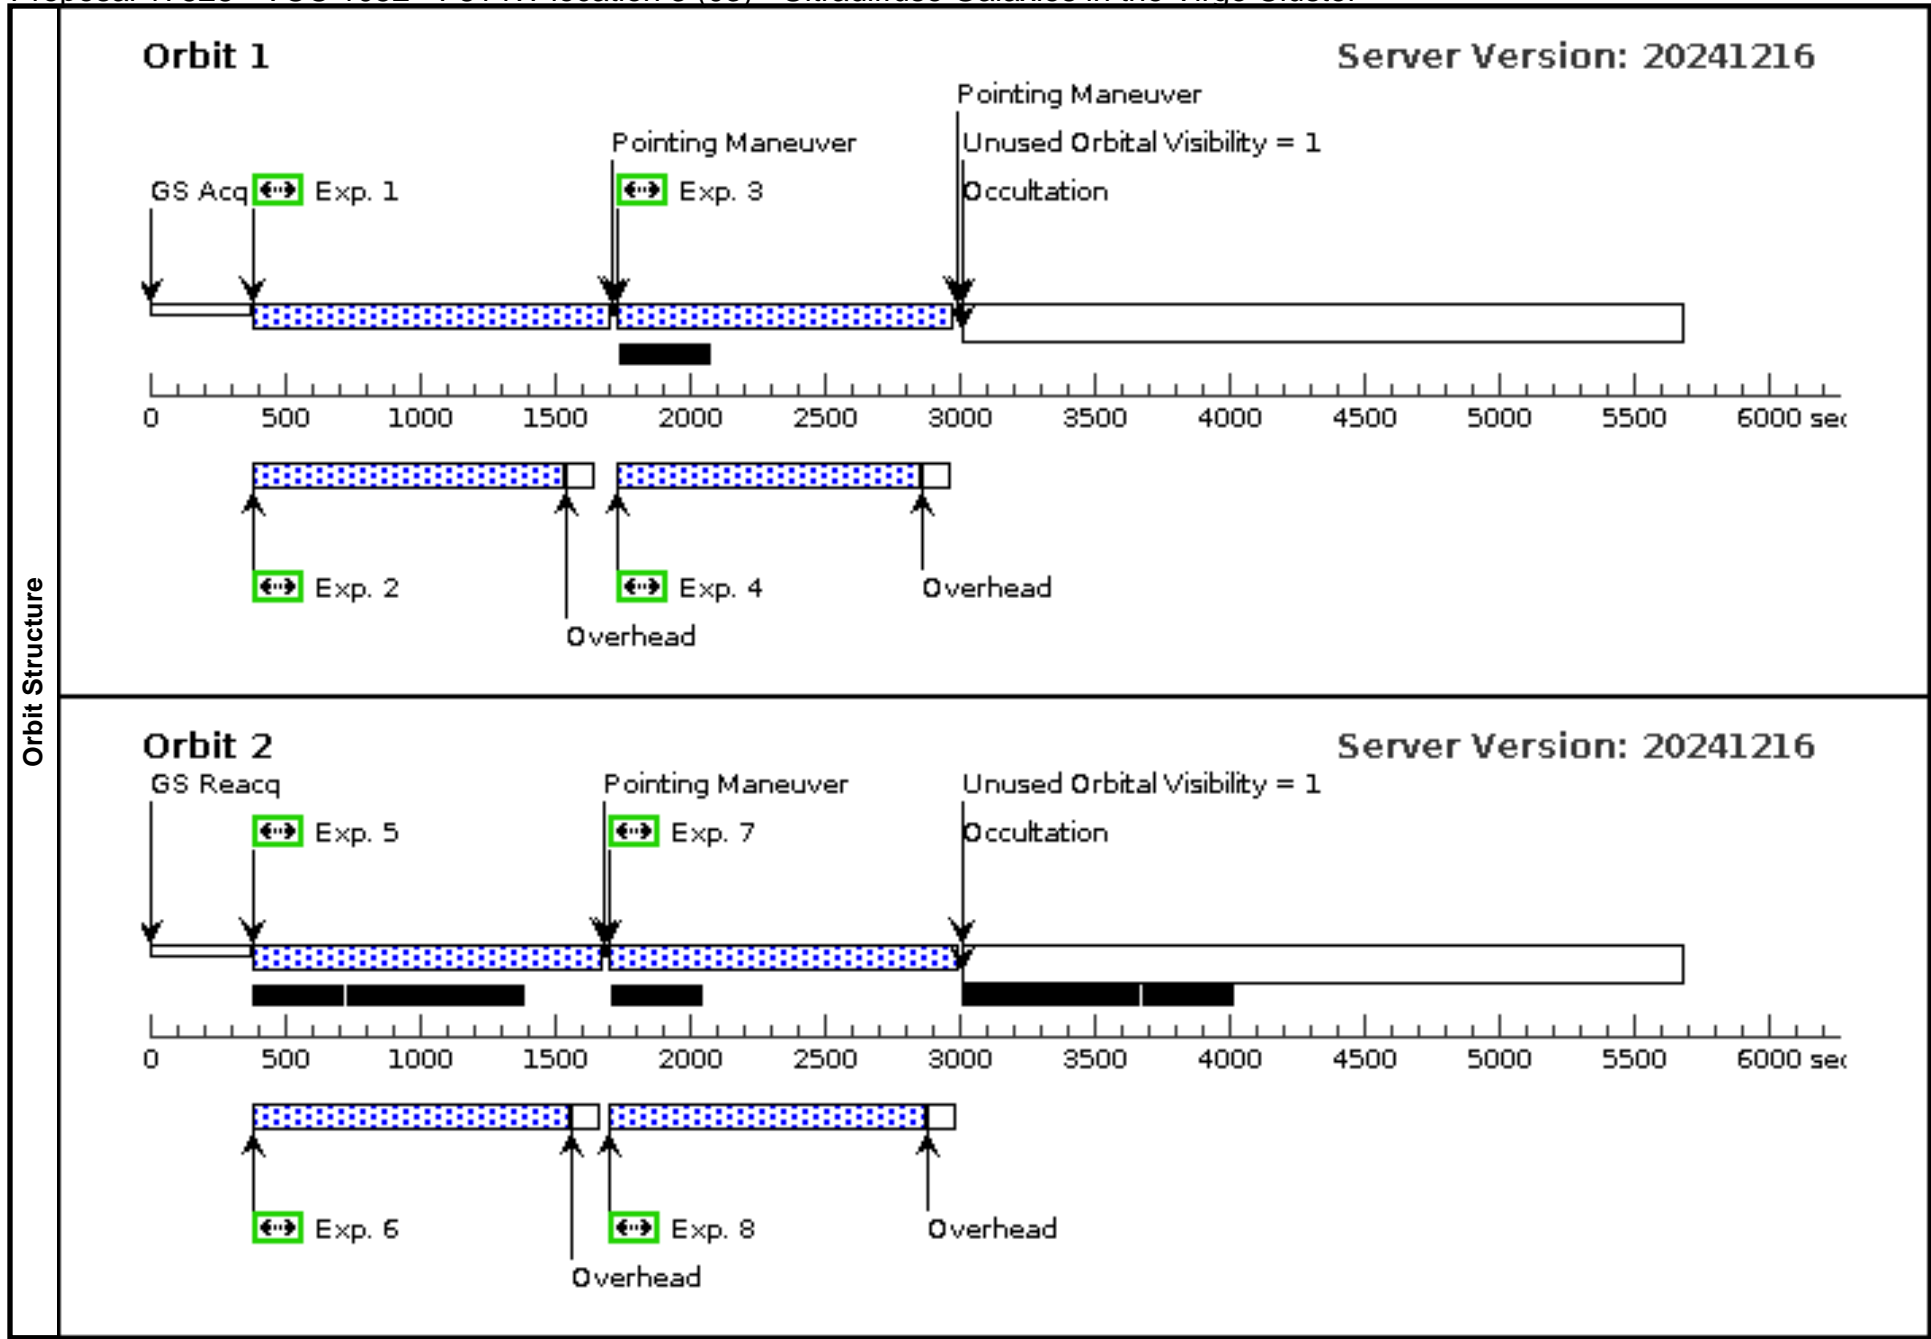 Orbit Structure
Orbit 1
Server Version: 20241216
Pointing Maneuver
Pointing Maneuver
Unused Orbital Visibility = 1
GS Acq
Exp. 1
Exp. 3
Occultation
0 500 1000 1500 2000 2500 3000 3500 4000 4500 5000 5500 6000 sec
Exp. 2
Exp. 4
Overhead
Overhead
Orbit 2
Server Version: 20241216
GS Reacq
Pointing Maneuver
Unused Orbital Visibility = 1
Exp. 5
Exp. 7
Occultation
0 500 1000 1500 2000 2500 3000 3500 4000 4500 5000 5500 6000 sec
Exp. 6
Exp. 8
Overhead
Overhead